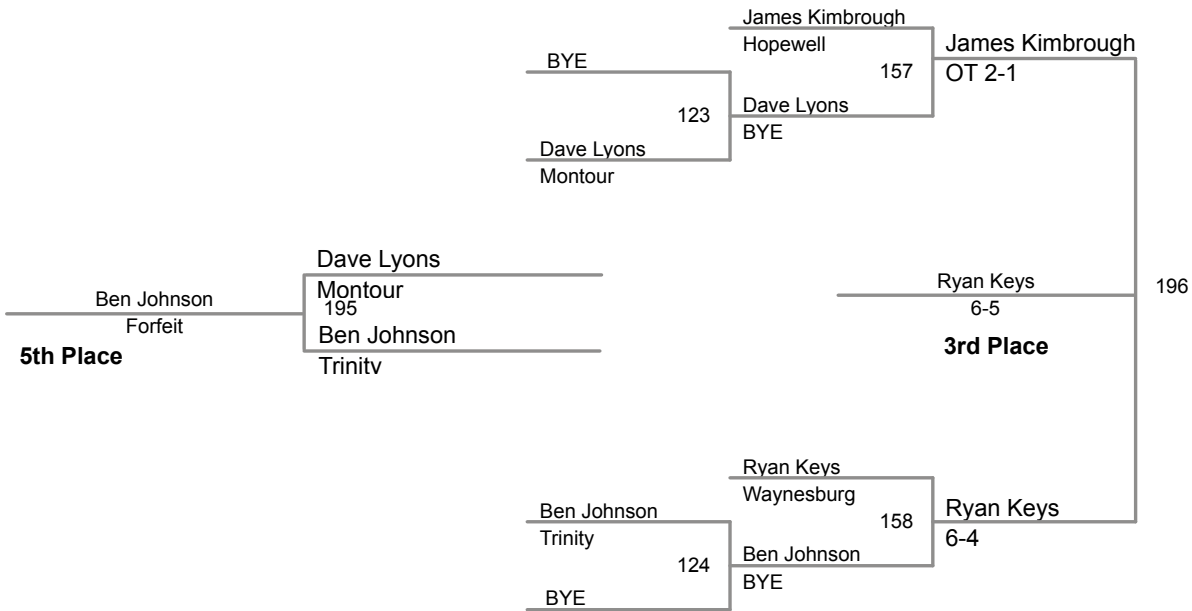 James Kimbrough
Hopewell
James Kimbrough
OT 2-1
BYE
157
123
Dave Lyons
BYE
Dave Lyons
Montour
Dave Lyons
Montour
Ben Johnson
Forfeit
195
Ben Johnson
Trinity
5th Place
Ryan Keys
6-5
196
3rd Place
Ryan Keys
Waynesburg
Ben Johnson
Trinity
158
Ryan Keys
6-4
124
Ben Johnson
BYE
BYE